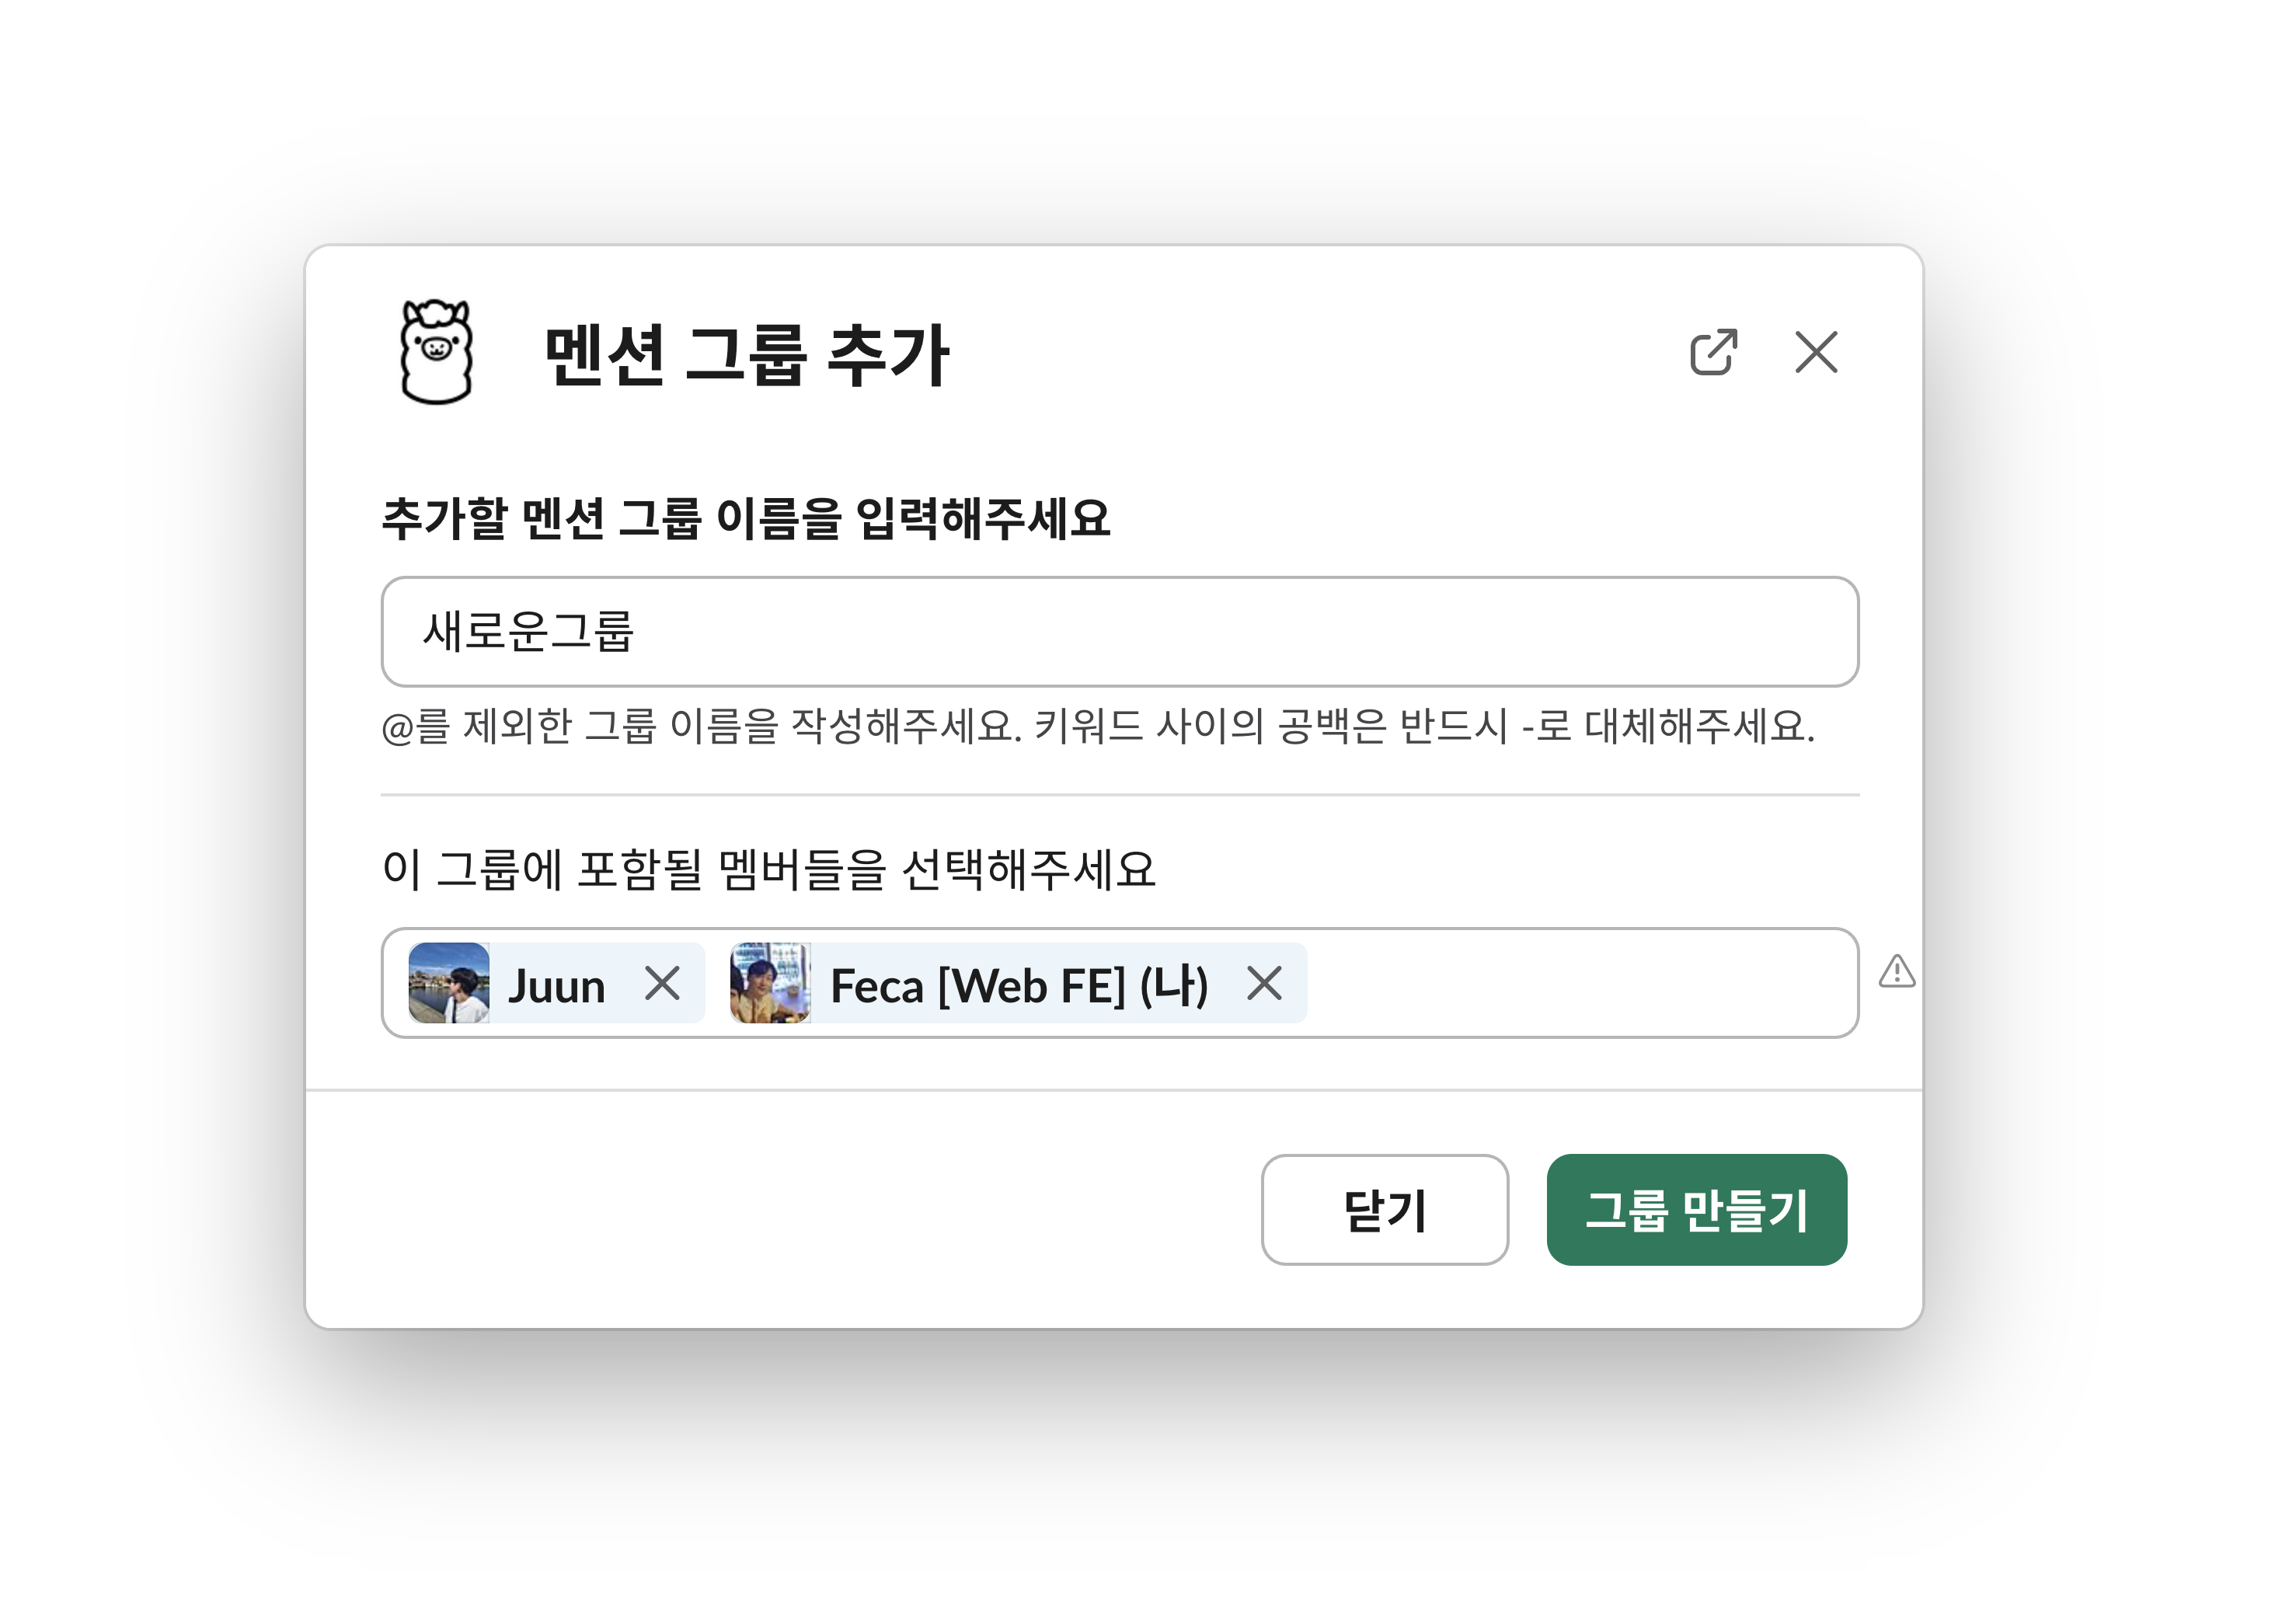 멘션 그룹 추가
추가할 멘션 그룹 이름을 입력해주세요
새로운그룹
@를 제외한 그룹 이름을 작성해주세요. 키워드 사이의 공백은 반드시 -로 대체해주세요.
이 그룹에 포함될 멤버들을 선택해주세요
Juun Feca [Web FE] (나)
닫기 그룹 만들기